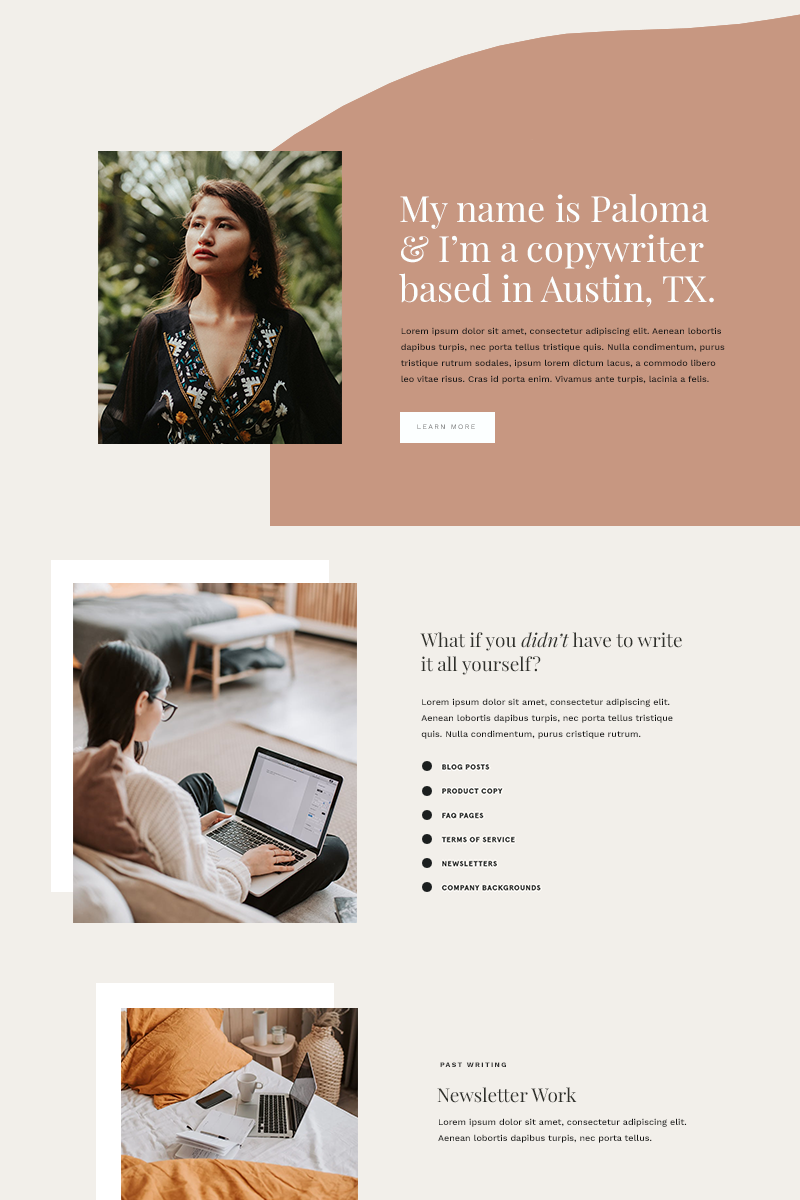 My name is Paloma
& I’m a copywriter
based in Austin, TX.
Lorem ipsum dolor sit amet, consectetur adipiscing elit. Aenean lobortis
dapibus turpis, nec porta tellus tristique quis. Nulla condimentum, purus
tristique rutrum sodales, ipsum lorem dictum lacus, a commodo libero
leo vitae risus. Cras id porta enim. Vivamus ante turpis, lacinia a felis.
LEARN MORE
What if you didn’t have to write
it all yourself?
Lorem ipsum dolor sit amet, consectetur adipiscing elit.
Aenean lobortis dapibus turpis, nec porta tellus tristique
quis. Nulla condimentum, purus cristique rutrum.
BLOG POSTS
PRODUCT COPY
FAQ PAGES
TERMS OF SERVICE
NEWSLETTERS
COMPANY BACKGROUNDS
PAST WRITING
Newsletter Work
Lorem ipsum dolor sit amet, consectetur adipiscing elit.
Aenean lobortis dapibus turpis, nec porta tellus.